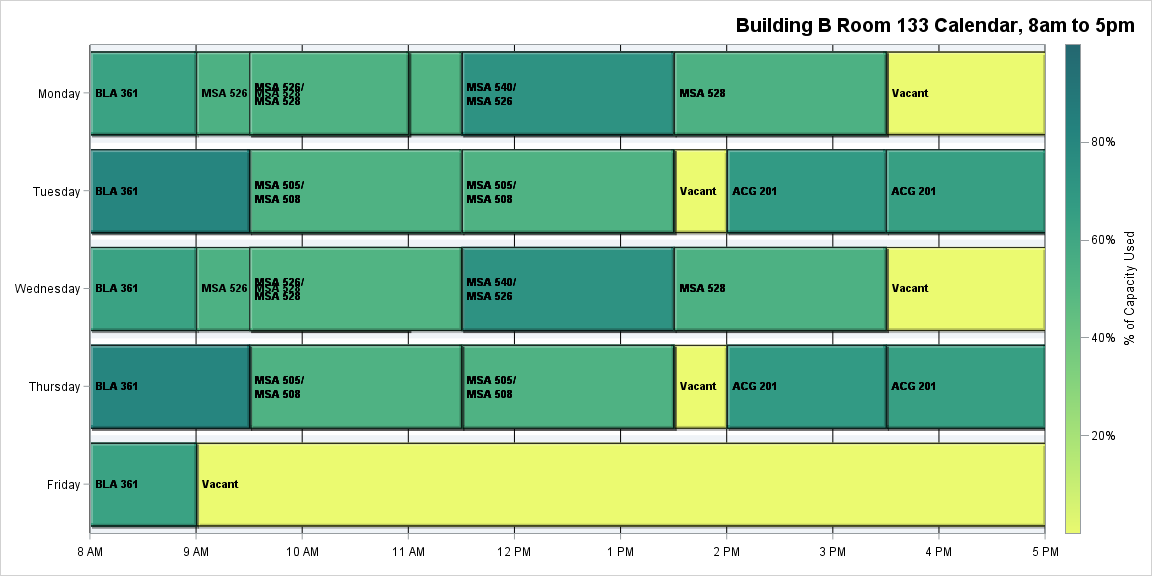 Building B Room 133 Calendar, 8am to 5pm
Monday
BLA 361
MSA 526
MSA 526/
MSA 528
MSA 528
MSA 540/
MSA 526
MSA 528
Vacant
Tuesday
BLA 361
MSA 505/
MSA 508
MSA 505/
MSA 508
Vacant
ACG 201
ACG 201
Wednesday
BLA 361
MSA 526
MSA 526/
MSA 528
MSA 528
MSA 540/
MSA 526
MSA 528
Vacant
Thursday
BLA 361
MSA 505/
MSA 508
MSA 505/
MSA 508
Vacant
ACG 201
ACG 201
Friday
BLA 361
Vacant
8 AM
9 AM
10 AM
11 AM
12 PM
1 PM
2 PM
3 PM
4 PM
5 PM
80%
60%
40%
20%
% of Capacity Used